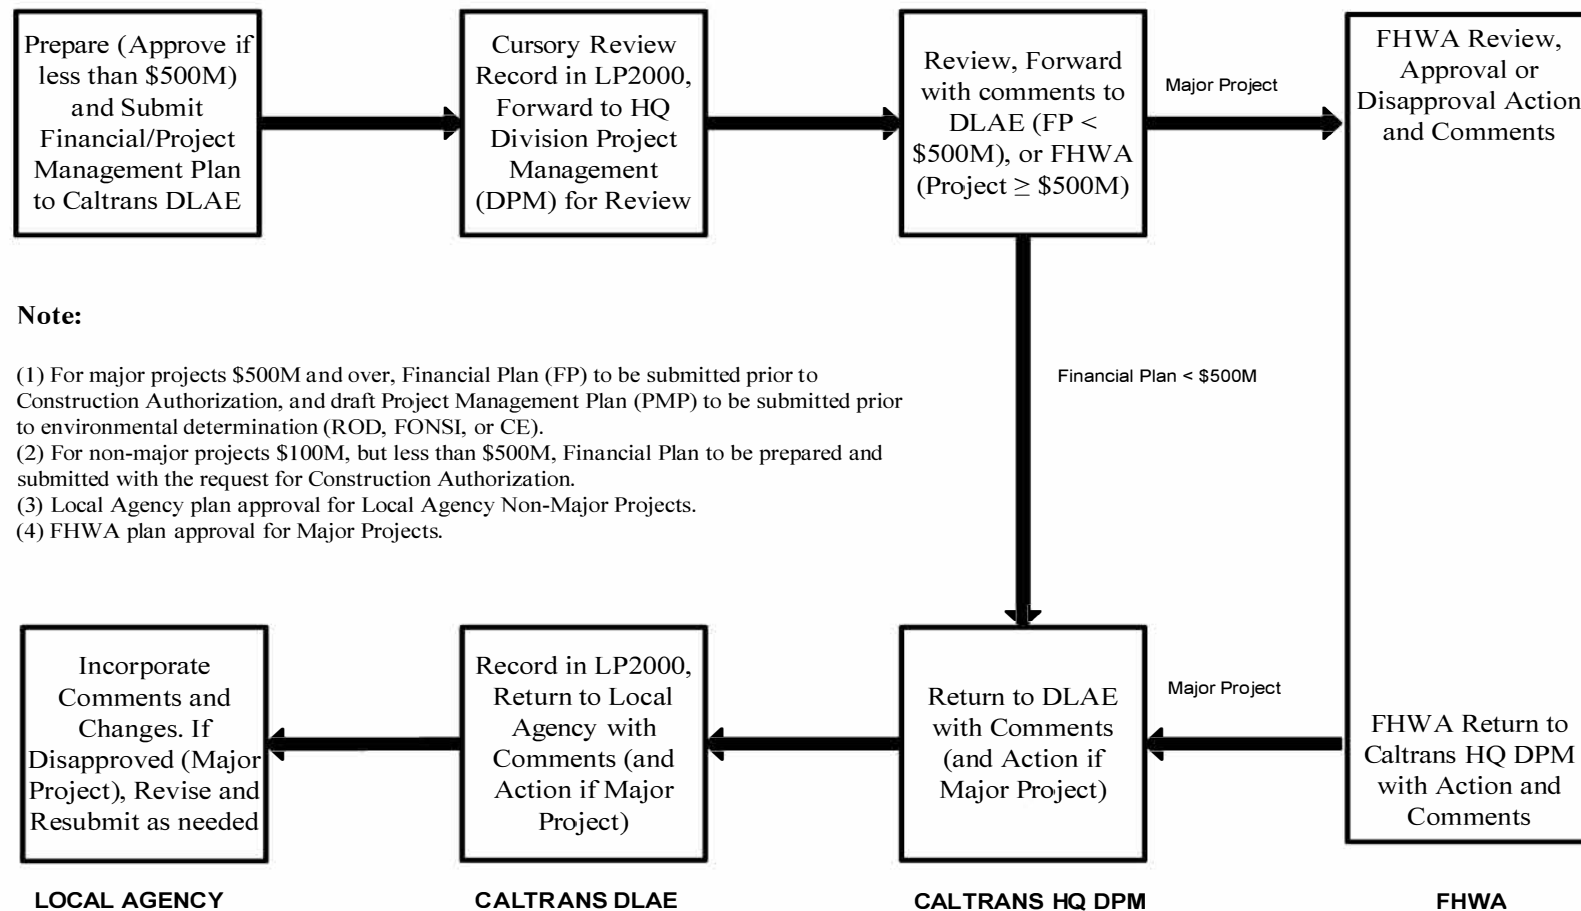 Prepare (Approve if
less than $500M)
and Submit
Financial/Project
Management Plan
to Caltrans DLAE
Cursory Review
Record in LP2000,
Forward to HQ
Division Project
Management
(DPM) for Review
Review, Forward
with comments to
DLAE (FP <
$500M), or FHWA
(Project ≥ $500M)
Major Project
FHWA Review,
Approval or
Disapproval Action
and Comments
Note:
(1) For major projects $500M and over, Financial Plan (FP) to be submitted prior to
Construction Authorization, and draft Project Management Plan (PMP) to be submitted prior
to environmental determination (ROD, FONSI, or CE).
(2) For non-major projects $100M, but less than $500M, Financial Plan to be prepared and
submitted with the request for Construction Authorization.
(3) Local Agency plan approval for Local Agency Non-Major Projects.
(4) FHWA plan approval for Major Projects.
Financial Plan < $500M
Incorporate
Comments and
Changes. If
Disapproved (Major
Project), Revise and
Resubmit as needed
Record in LP2000,
Return to Local
Agency with
Comments (and
Action if Major
Project)
Return to DLAE
with Comments
(and Action if
Major Project)
Major Project
FHWA Return to
Caltrans HQ DPM
with Action and
Comments
LOCAL AGENCY
CALTRANS DLAE
CALTRANS HQ DPM
FHWA